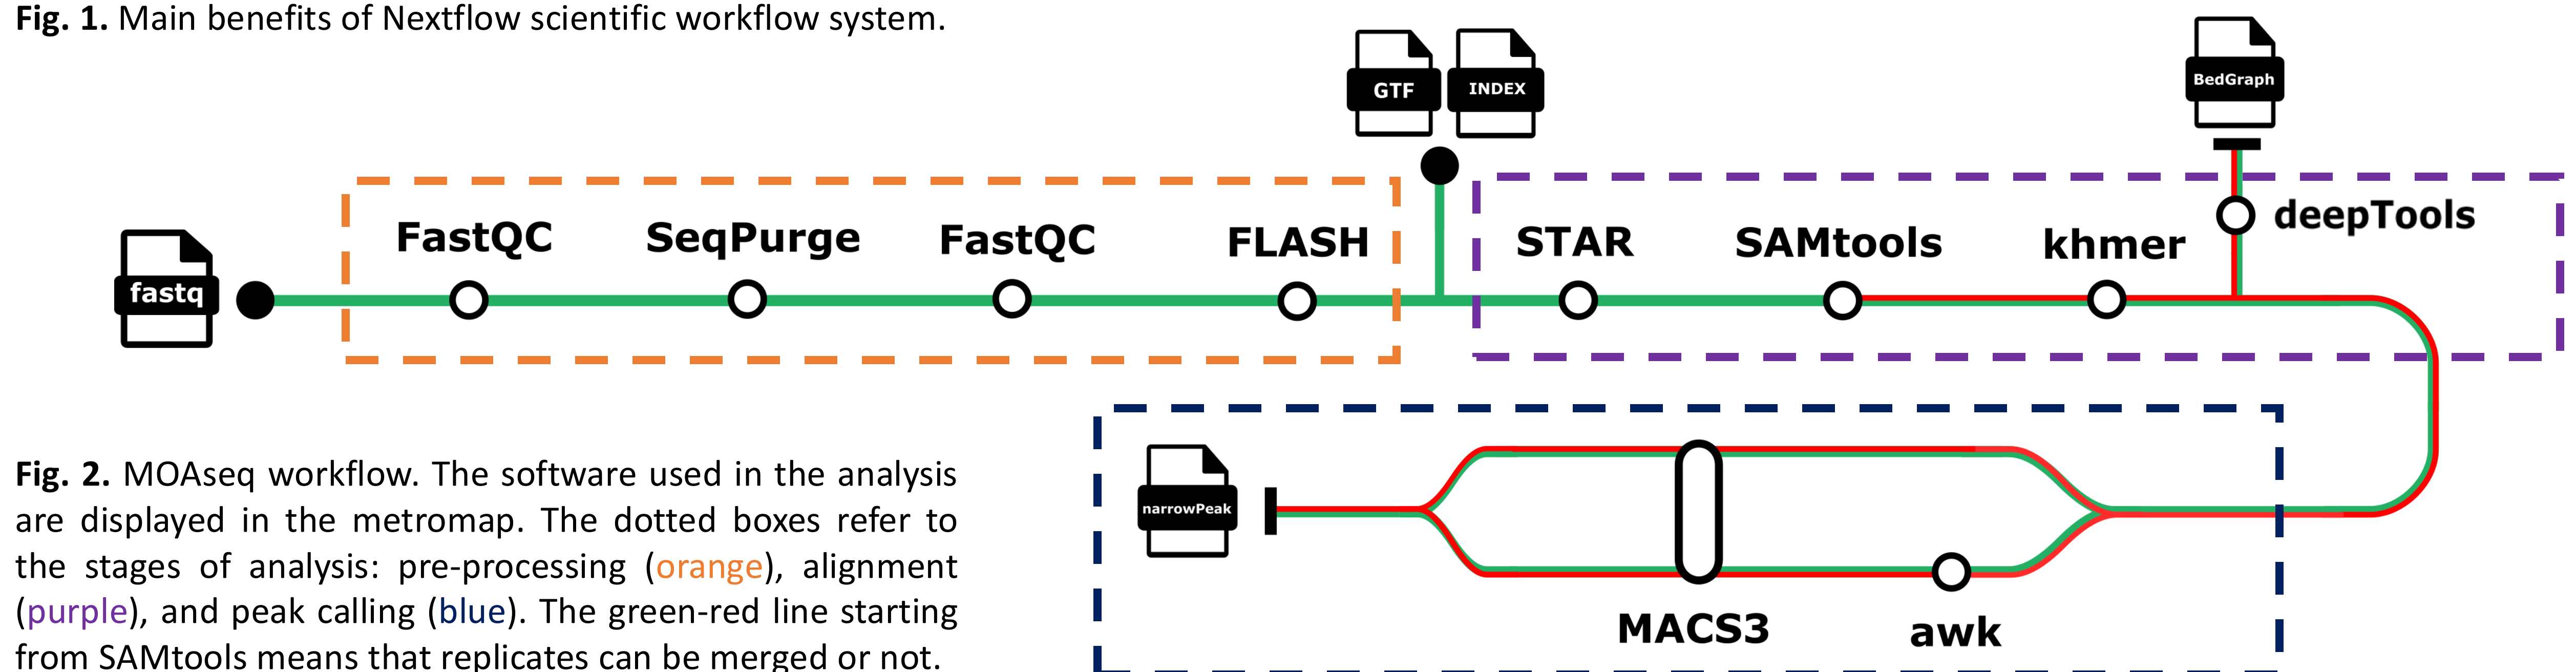 Fig. 1. Main benefits of Nextflow scientific workflow system.
GTF
INDEX
BedGraph
fastq
FastQC
SeqPurge
FastQC
FLASH
STAR
SAMtools
khmer
deepTools
narrowPeak
MACS3
awk
Fig. 2. MOAseq workflow. The software used in the analysis
are displayed in the metromap. The dotted boxes refer to
the stages of analysis: pre-processing (orange), alignment
(purple), and peak calling (blue). The green-red line starting
from SAMtools means that replicates can be merged or not.